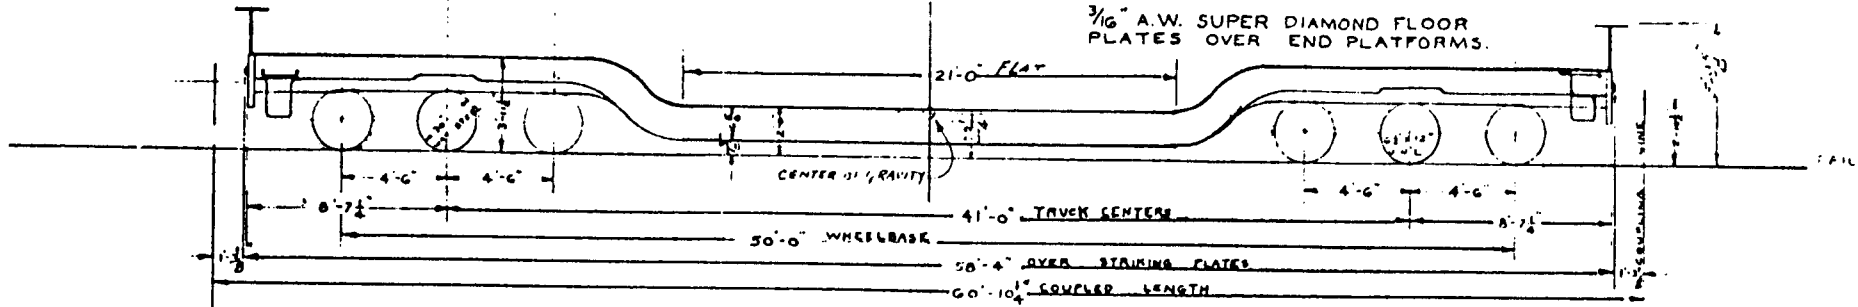 3/16" A.W. SUPER DIAMOND FLOOR
PLATES OVER END PLATFORMS.
21'-0" FLAT
CENTER OF GRAVITY
4'-6" 4'-6"
4'-6" 4'-6"
8'-7 1/4"
41'-0" TRUCK CENTERS
8'-7 1/4"
50'-0" WHEELBASE
58'-4" OVER STRIKING PLATES
60'-10 1/4" COUPLED LENGTH
COUPLING LINE